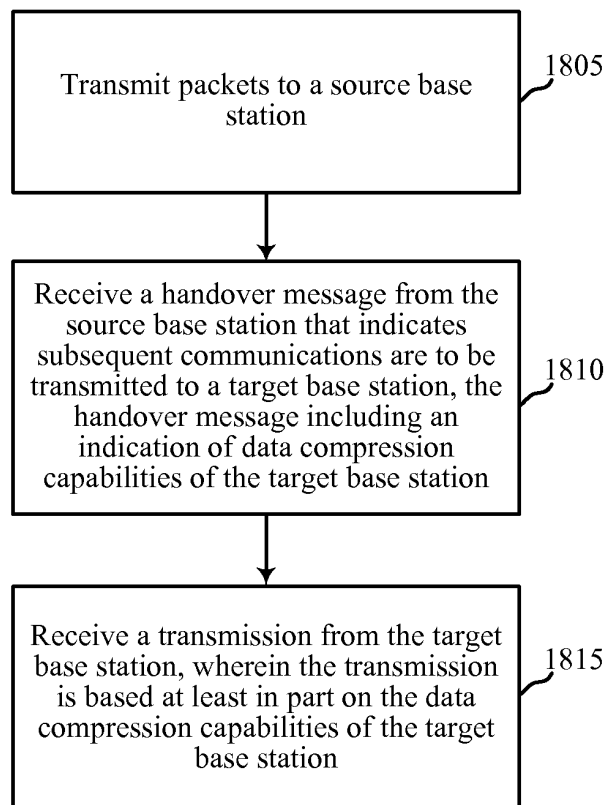 Transmit packets to a source base
station
1805
Receive a handover message from the
source base station that indicates
subsequent communications are to be
transmitted to a target base station, the
handover message including an
indication of data compression
capabilities of the target base station
1810
Receive a transmission from the target
base station, wherein the transmission
is based at least in part on the data
compression capabilities of the target
base station
1815